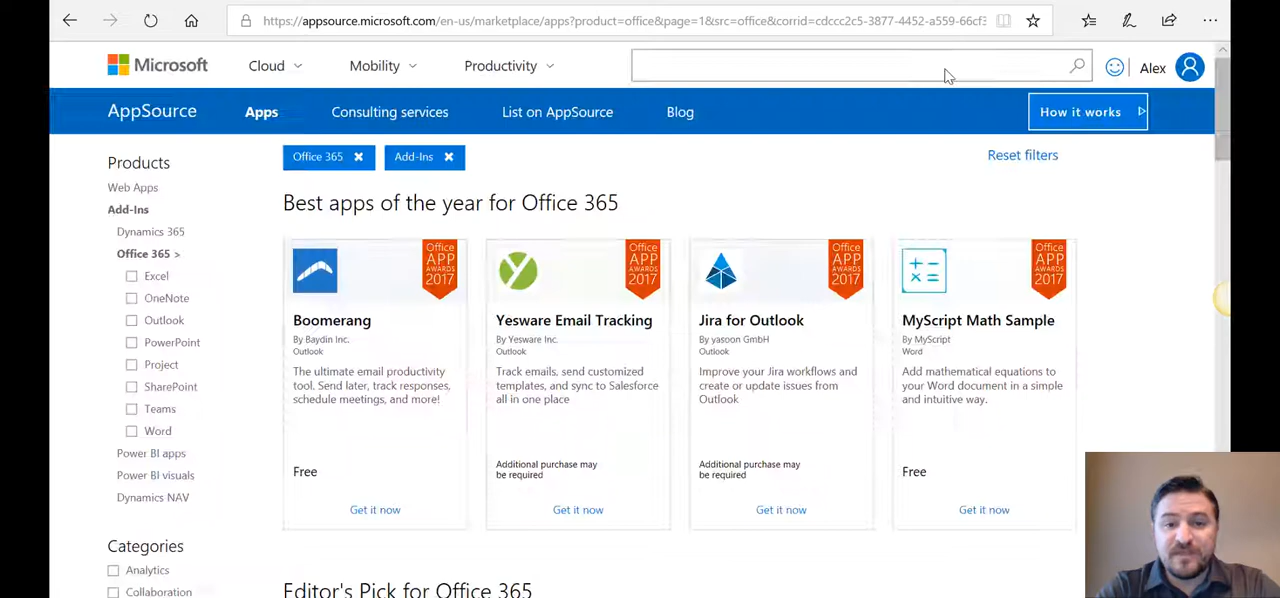 https://appsource.microsoft.com/en-us/marketplace/apps?product=office&page=1&src=office&corrid=cdccc2c5-3877-4452-a559-66cf3
Microsoft
Cloud
Mobility
Productivity
Alex
AppSource
Apps
Consulting services
List on AppSource
Blog
How it works
Products
Web Apps
Add-Ins
Dynamics 365
Office 365 >
Excel
OneNote
Outlook
PowerPoint
Project
SharePoint
Teams
Word
Power BI apps
Power BI visuals
Dynamics NAV
Categories
Analytics
Collaboration
Office 365
Add-Ins
Reset filters
Best apps of the year for Office 365
Office
APP
AWARDS
2017
Boomerang
By Baydin Inc.
Outlook
The ultimate email productivity
tool. Send later, track responses,
schedule meetings, and more!
Free
Get it now
Office
APP
AWARDS
2017
Yesware Email Tracking
By Yesware Inc.
Outlook
Track emails, send customized
templates, and sync to Salesforce
all in one place
Additional purchase may
be required
Get it now
Office
APP
AWARDS
2017
Jira for Outlook
By yasoon GmbH
Outlook
Improve your Jira workflows and
create or update issues from
Outlook
Additional purchase may
be required
Get it now
Office
APP
AWARDS
2017
MyScript Math Sample
By MyScript
Word
Add mathematical equations to
your Word document in a simple
and intuitive way.
Free
Get it now
Editor's Pick for Office 365